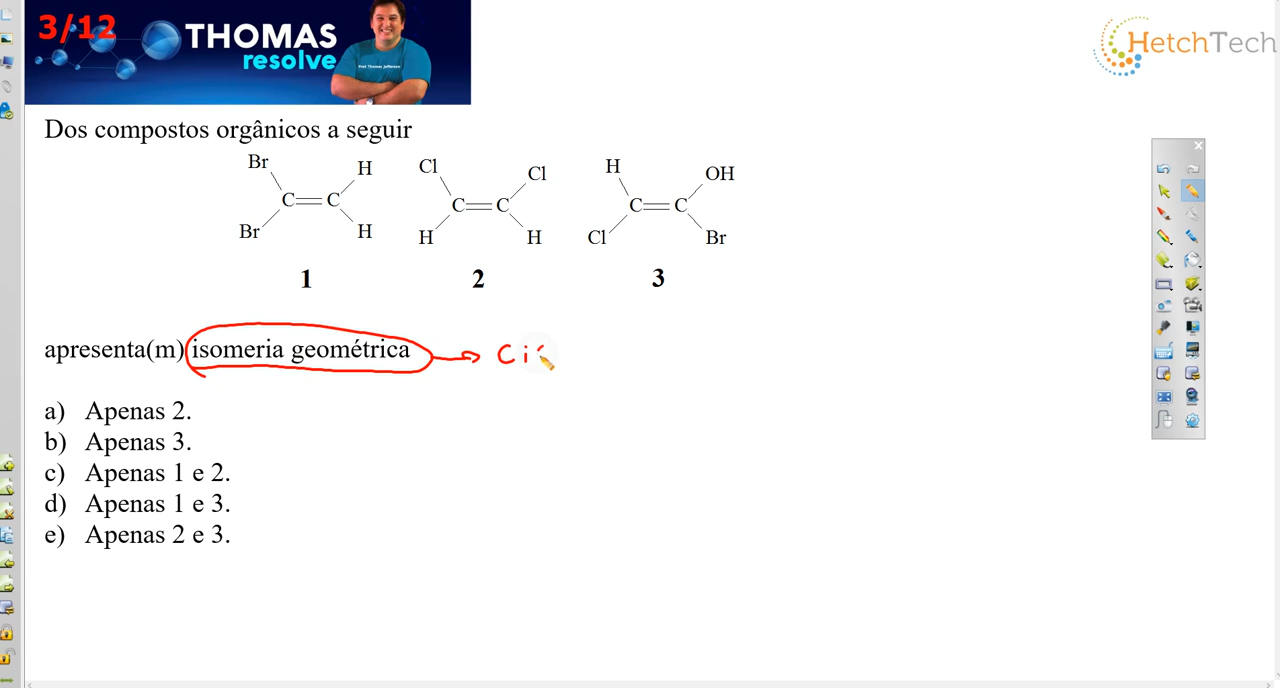 3/12
THOMAS
resolve
Prof. Thomas Jefferson
HetchTech
Dos compostos orgânicos a seguir
Br H
C=C
Br H
1
Cl Cl
C=C
H H
2
H OH
C=C
Cl Br
3
apresenta(m) isomeria geométrica → Cis
a) Apenas 2.
b) Apenas 3.
c) Apenas 1 e 2.
d) Apenas 1 e 3.
e) Apenas 2 e 3.